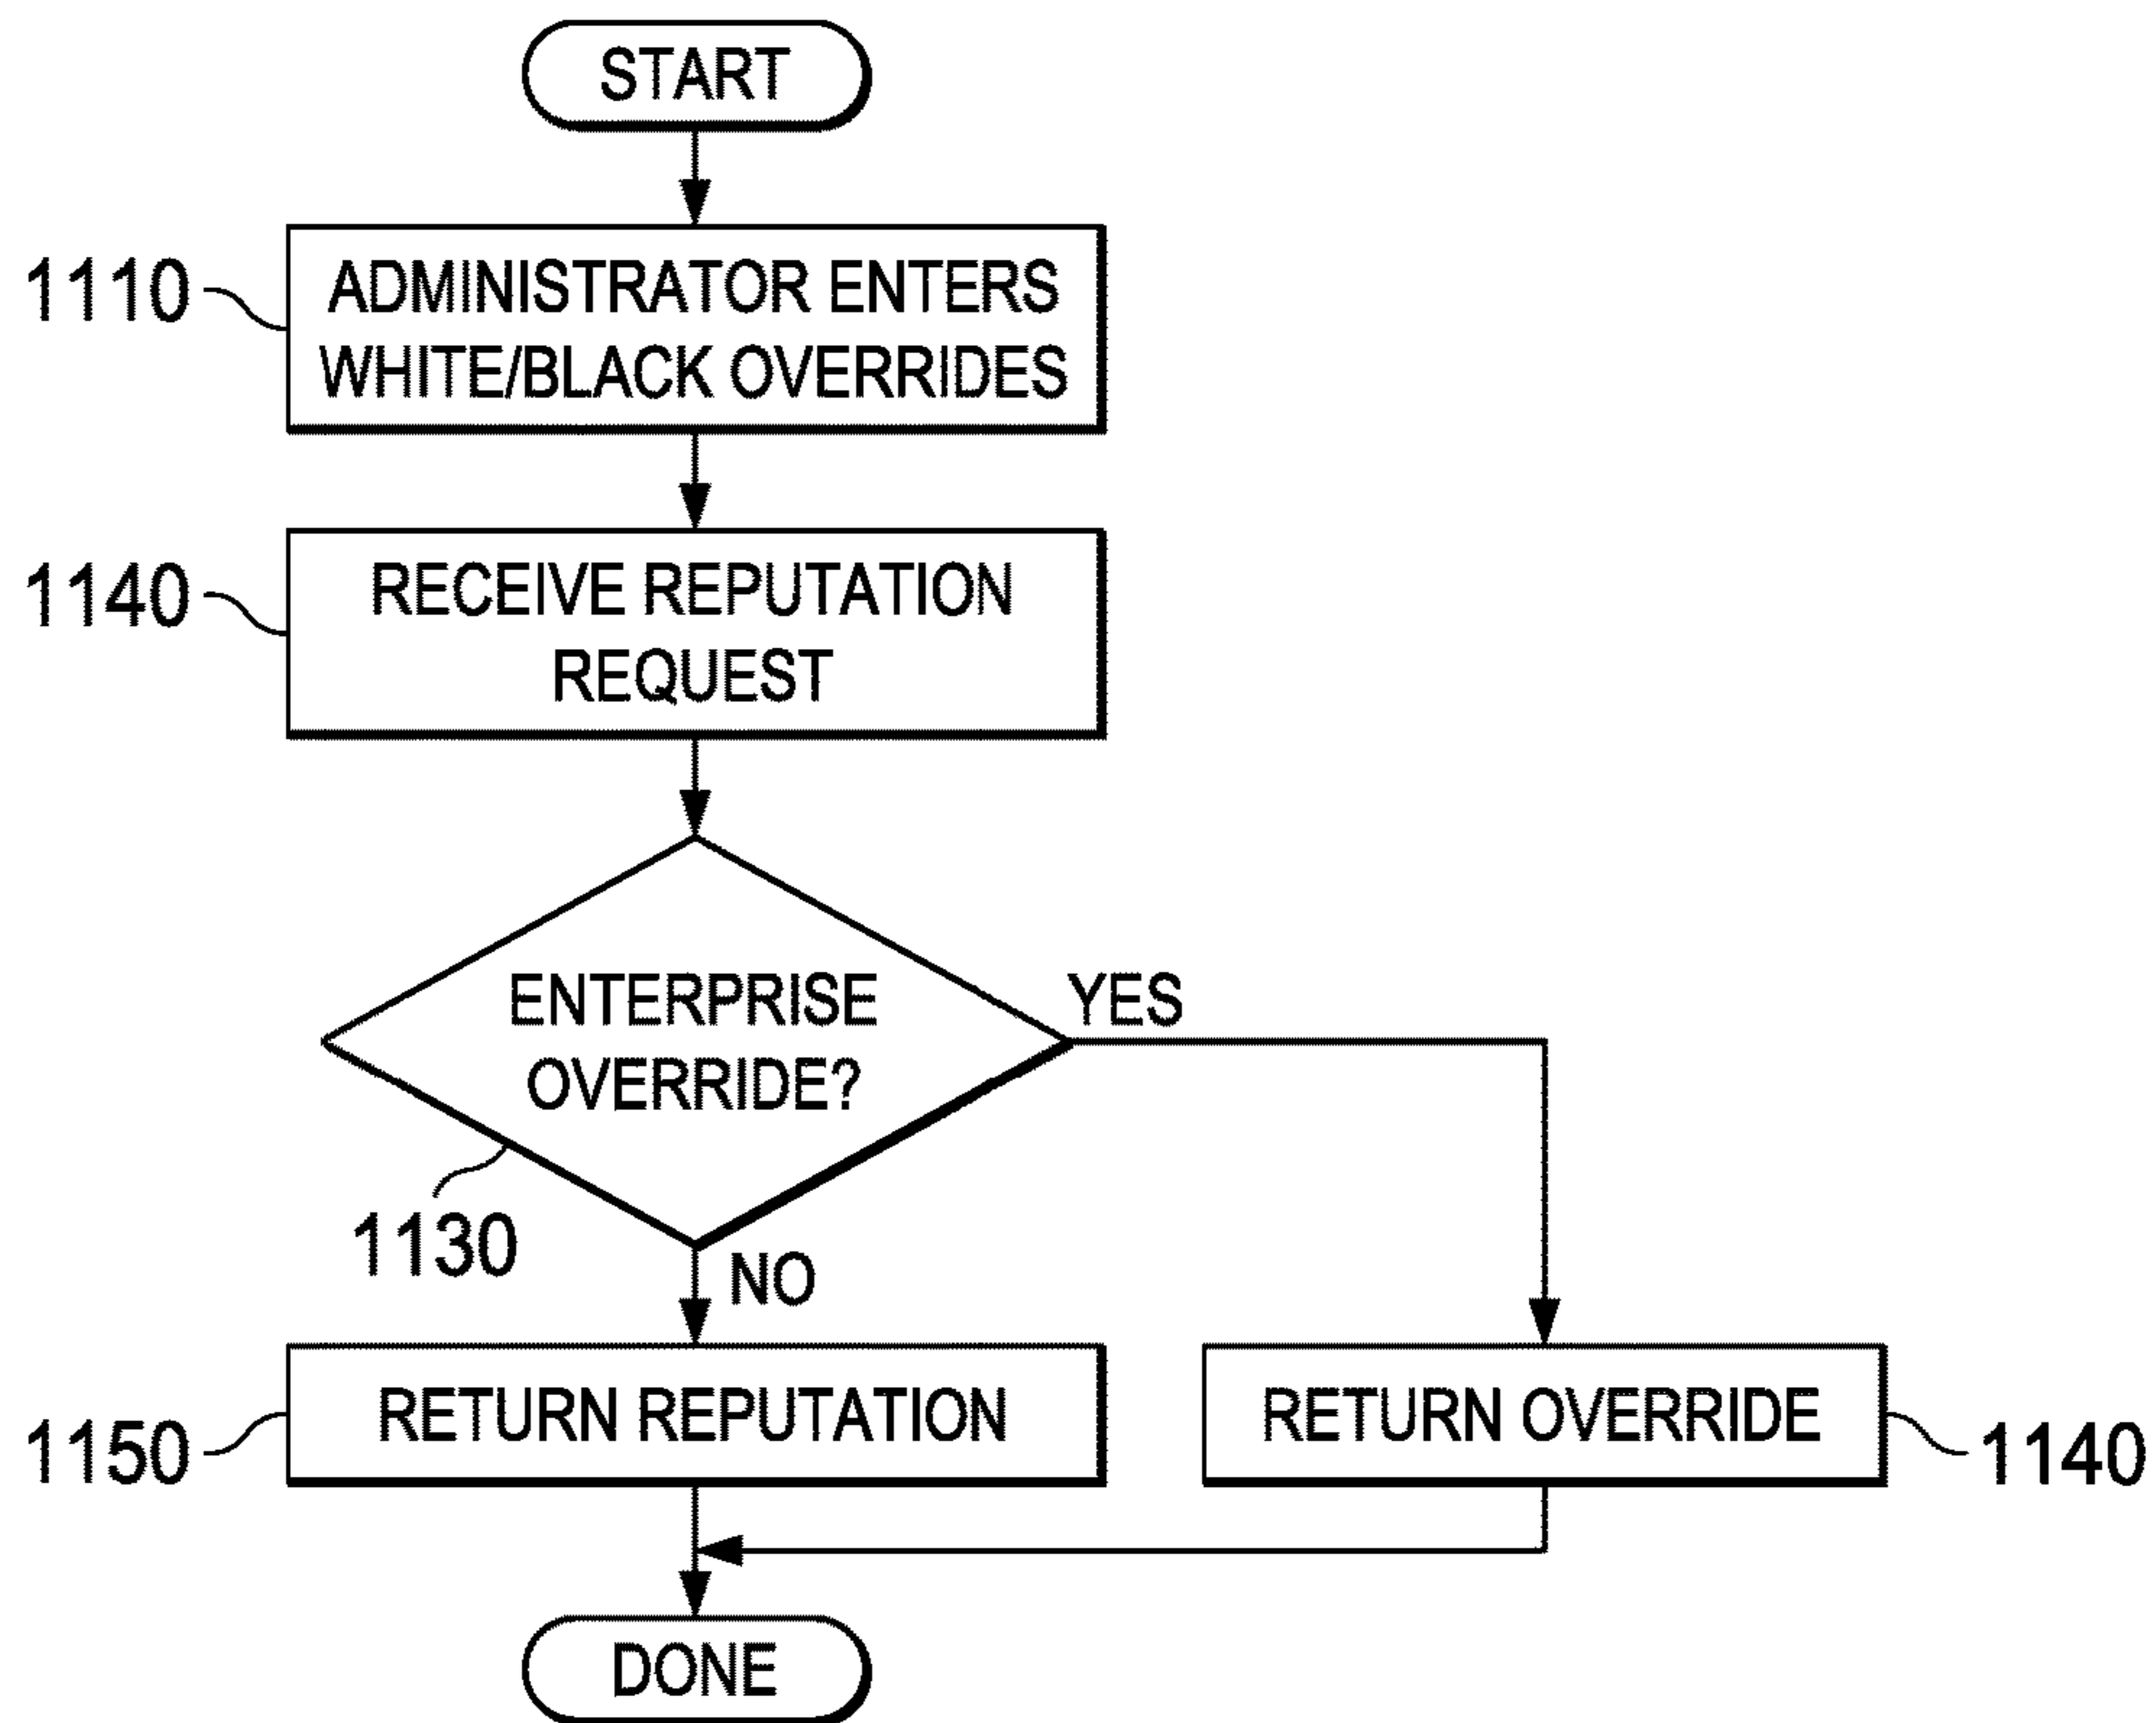 START
1110
ADMINISTRATOR ENTERS
WHITE/BLACK OVERRIDES
1140
RECEIVE REPUTATION
REQUEST
ENTERPRISE
OVERRIDE?
YES
1130
NO
1150
RETURN REPUTATION
RETURN OVERRIDE
1140
DONE